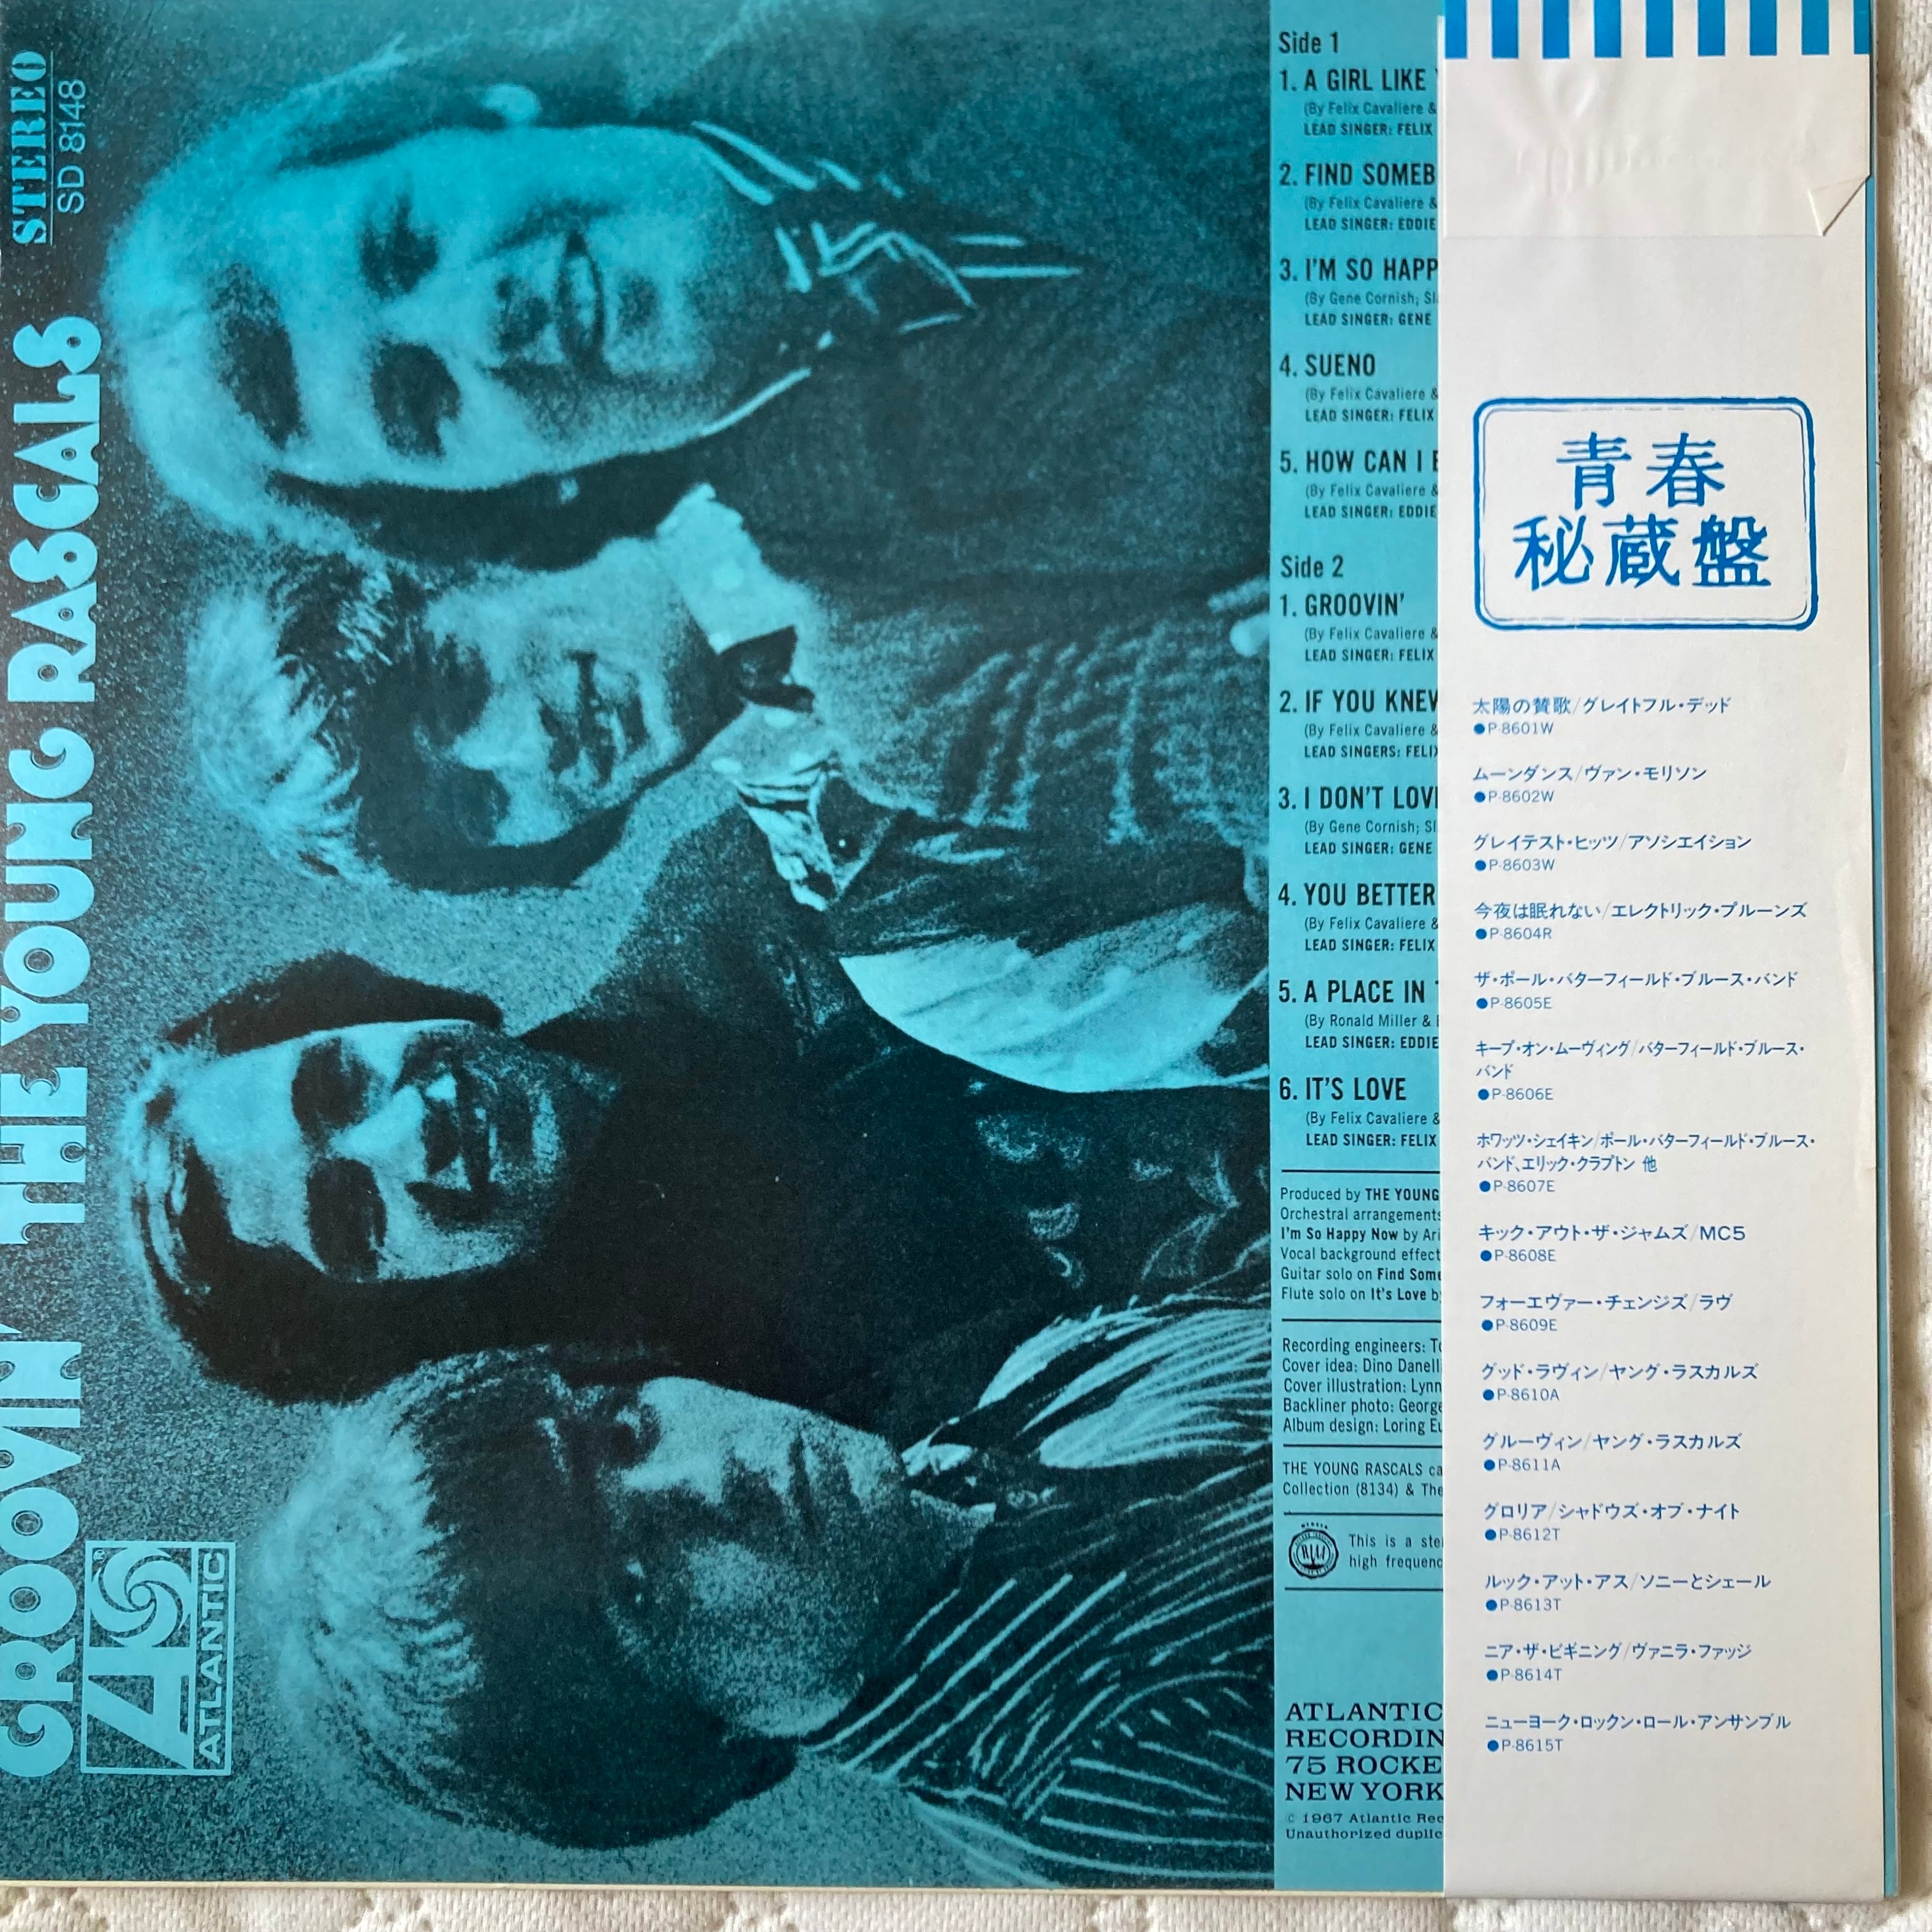 STEREO
SD 8148
GROOVIN' THE YOUNG RASCALS
ATLANTIC
Side 1
1. A GIRL LIKE
(By Felix Cavaliere &
LEAD SINGER: FELIX
2. FIND SOMEB
(By Felix Cavaliere &
LEAD SINGER: EDDIE
3. I'M SO HAPP
(By Gene Cornish; Sl
LEAD SINGER: GENE
4. SUENO
(By Felix Cavaliere &
LEAD SINGER: FELIX
5. HOW CAN I
(By Felix Cavaliere &
LEAD SINGER: EDDIE
Side 2
1. GROOVIN'
(By Felix Cavaliere &
LEAD SINGER: FELIX
2. IF YOU KNEW
(By Felix Cavaliere &
LEAD SINGERS: FELIX
3. I DON'T LOV
(By Gene Cornish; Sl
LEAD SINGER: GENE
4. YOU BETTER
(By Felix Cavaliere &
LEAD SINGER: FELIX
5. A PLACE IN
(By Ronald Miller &
LEAD SINGER: EDDIE
6. IT'S LOVE
(By Felix Cavaliere &
LEAD SINGER: FELIX
Produced by THE YOUNG
Orchestral arrangements
I'm So Happy Now by Ari
Vocal background effect
Guitar solo on Find Some
Flute solo on It's Love b
Recording engineers: To
Cover idea: Dino Danelli
Cover illustration: Lynn
Backliner photo: George
Album design: Loring Eu
THE YOUNG RASCALS ca
Collection (8134) & The
This is a ste
high frequenc
ATLANTIC
RECORDIN
75 ROCKE
NEW YORK
© 1967 Atlantic Rec
Unauthorized duplic
青春
秘蔵盤
太陽の賛歌/グレイトフル・デッド
●P-8601W
ムーンダンス/ヴァン・モリソン
●P-8602W
グレイテスト・ヒッツ/アソシエイション
●P-8603W
今夜は眠れない/エレクトリック・プルーンズ
●P-8604R
ザ・ポール・バターフィールド・ブルース・バンド
●P-8605E
キープ・オン・ムーヴィング/バターフィールド・ブルース・
バンド
●P-8606E
ホワッツ・シェイキン/ポール・バターフィールド・ブルース・
バンド、エリック・クラプトン 他
●P-8607E
キック・アウト・ザ・ジャムズ/MC5
●P-8608E
フォーエヴァー・チェンジズ/ラヴ
●P-8609E
グッド・ラヴィン/ヤング・ラスカルズ
●P-8610A
グルーヴィン/ヤング・ラスカルズ
●P-8611A
グロリア/シャドウズ・オブ・ナイト
●P-8612T
ルック・アット・アス/ソニーとシェール
●P-8613T
ニア・ザ・ビギニング/ヴァニラ・ファッジ
●P-8614T
ニューヨーク・ロックン・ロール・アンサンブル
●P-8615T